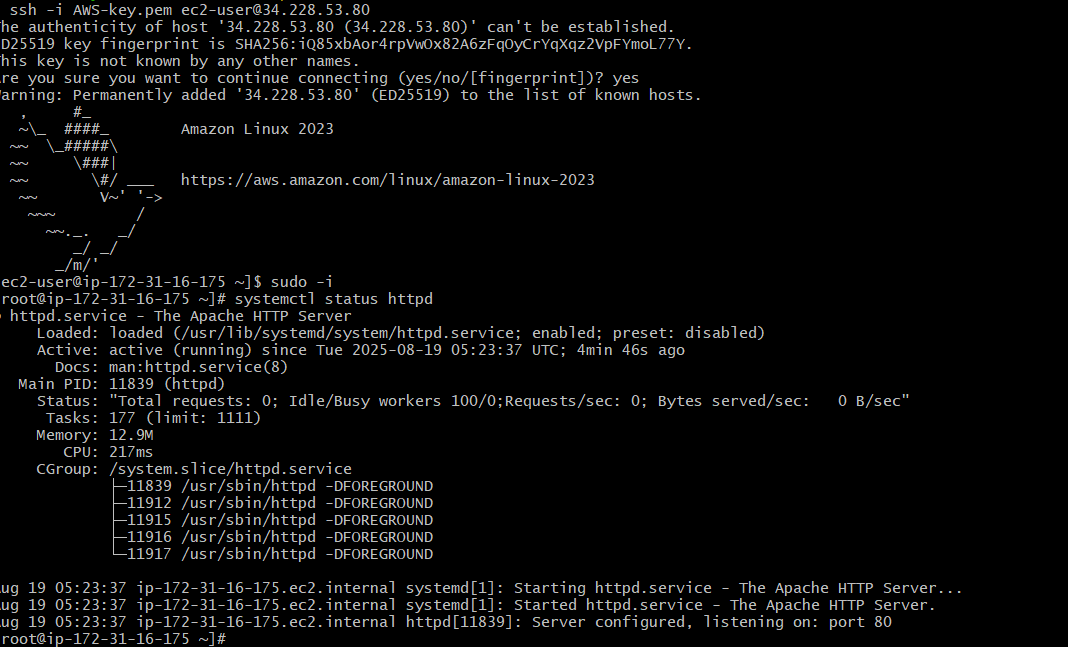 ssh -i AWS-key.pem ec2-user@34.228.53.80
he authenticity of host '34.228.53.80 (34.228.53.80)' can't be established.
D25519 key fingerprint is SHA256:iQ85xbAor4rpVwOx82A6zFqOyCrYqXqz2VpFYmoL77Y.
his key is not known by any other names.
re you sure you want to continue connecting (yes/no/[fingerprint])? yes
arning: Permanently added '34.228.53.80' (ED25519) to the list of known hosts.
   ,     #_
  ~\_  ####_        Amazon Linux 2023
 ~~  \_#####\
 ~~     \###|
 ~~       \#/ ___   https://aws.amazon.com/linux/amazon-linux-2023
  ~~       V~' '->
   ~~~         /
     ~~._.   _/
        _/ _/
      _/m/'
ec2-user@ip-172-31-16-175 ~]$ sudo -i
root@ip-172-31-16-175 ~]# systemctl status httpd
httpd.service - The Apache HTTP Server
    Loaded: loaded (/usr/lib/systemd/system/httpd.service; enabled; preset: disabled)
    Active: active (running) since Tue 2025-08-19 05:23:37 UTC; 4min 46s ago
      Docs: man:httpd.service(8)
  Main PID: 11839 (httpd)
    Status: "Total requests: 0; Idle/Busy workers 100/0;Requests/sec: 0; Bytes served/sec:   0 B/sec"
     Tasks: 177 (limit: 1111)
    Memory: 12.9M
       CPU: 217ms
    CGroup: /system.slice/httpd.service
            ├─11839 /usr/sbin/httpd -DFOREGROUND
            ├─11912 /usr/sbin/httpd -DFOREGROUND
            ├─11915 /usr/sbin/httpd -DFOREGROUND
            ├─11916 /usr/sbin/httpd -DFOREGROUND
            └─11917 /usr/sbin/httpd -DFOREGROUND
ug 19 05:23:37 ip-172-31-16-175.ec2.internal systemd[1]: Starting httpd.service - The Apache HTTP Server...
ug 19 05:23:37 ip-172-31-16-175.ec2.internal systemd[1]: Started httpd.service - The Apache HTTP Server.
ug 19 05:23:37 ip-172-31-16-175.ec2.internal httpd[11839]: Server configured, listening on: port 80
root@ip-172-31-16-175 ~]#